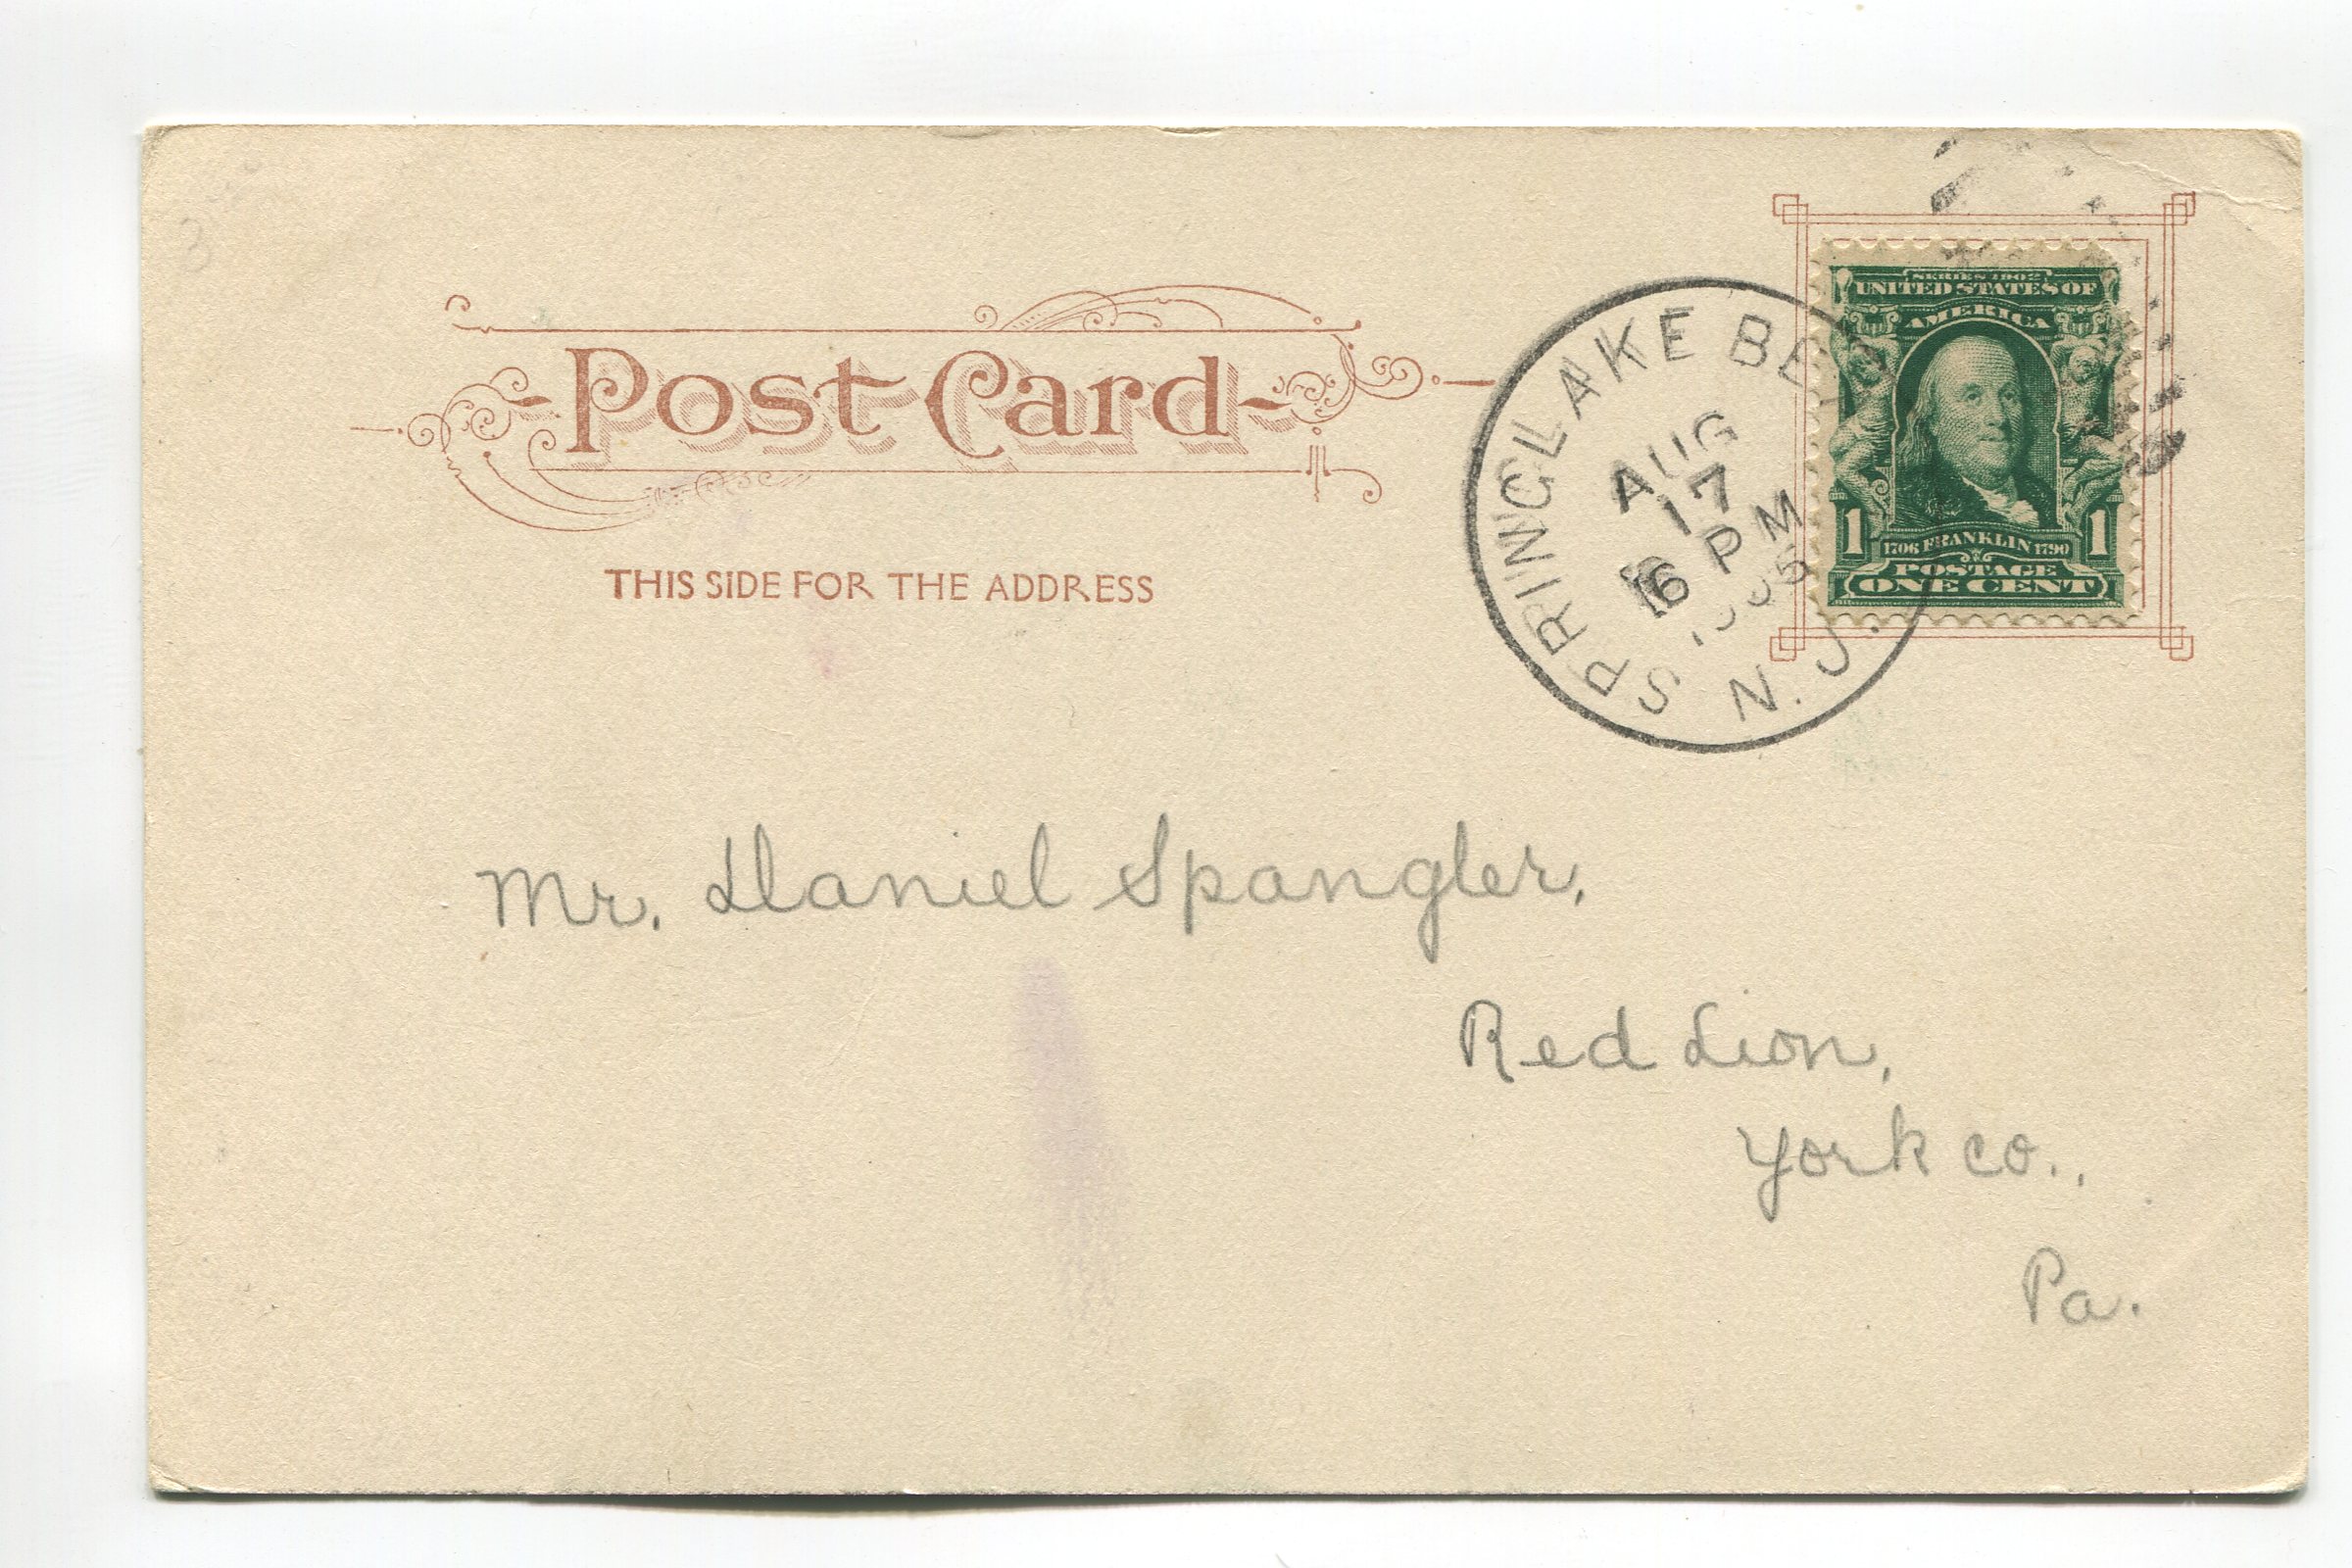 Post Card
THIS SIDE FOR THE ADDRESS
SPRING LAKE BE
AUG
17
6 PM
N.J.
SERIES 1902
UNITED STATES OF
AMERICA
1 1
1706 FRANKLIN 1790
POSTAGE
ONE CENT
Mr. Daniel Spangler,
Red Lion,
York Co.,
Pa.
3